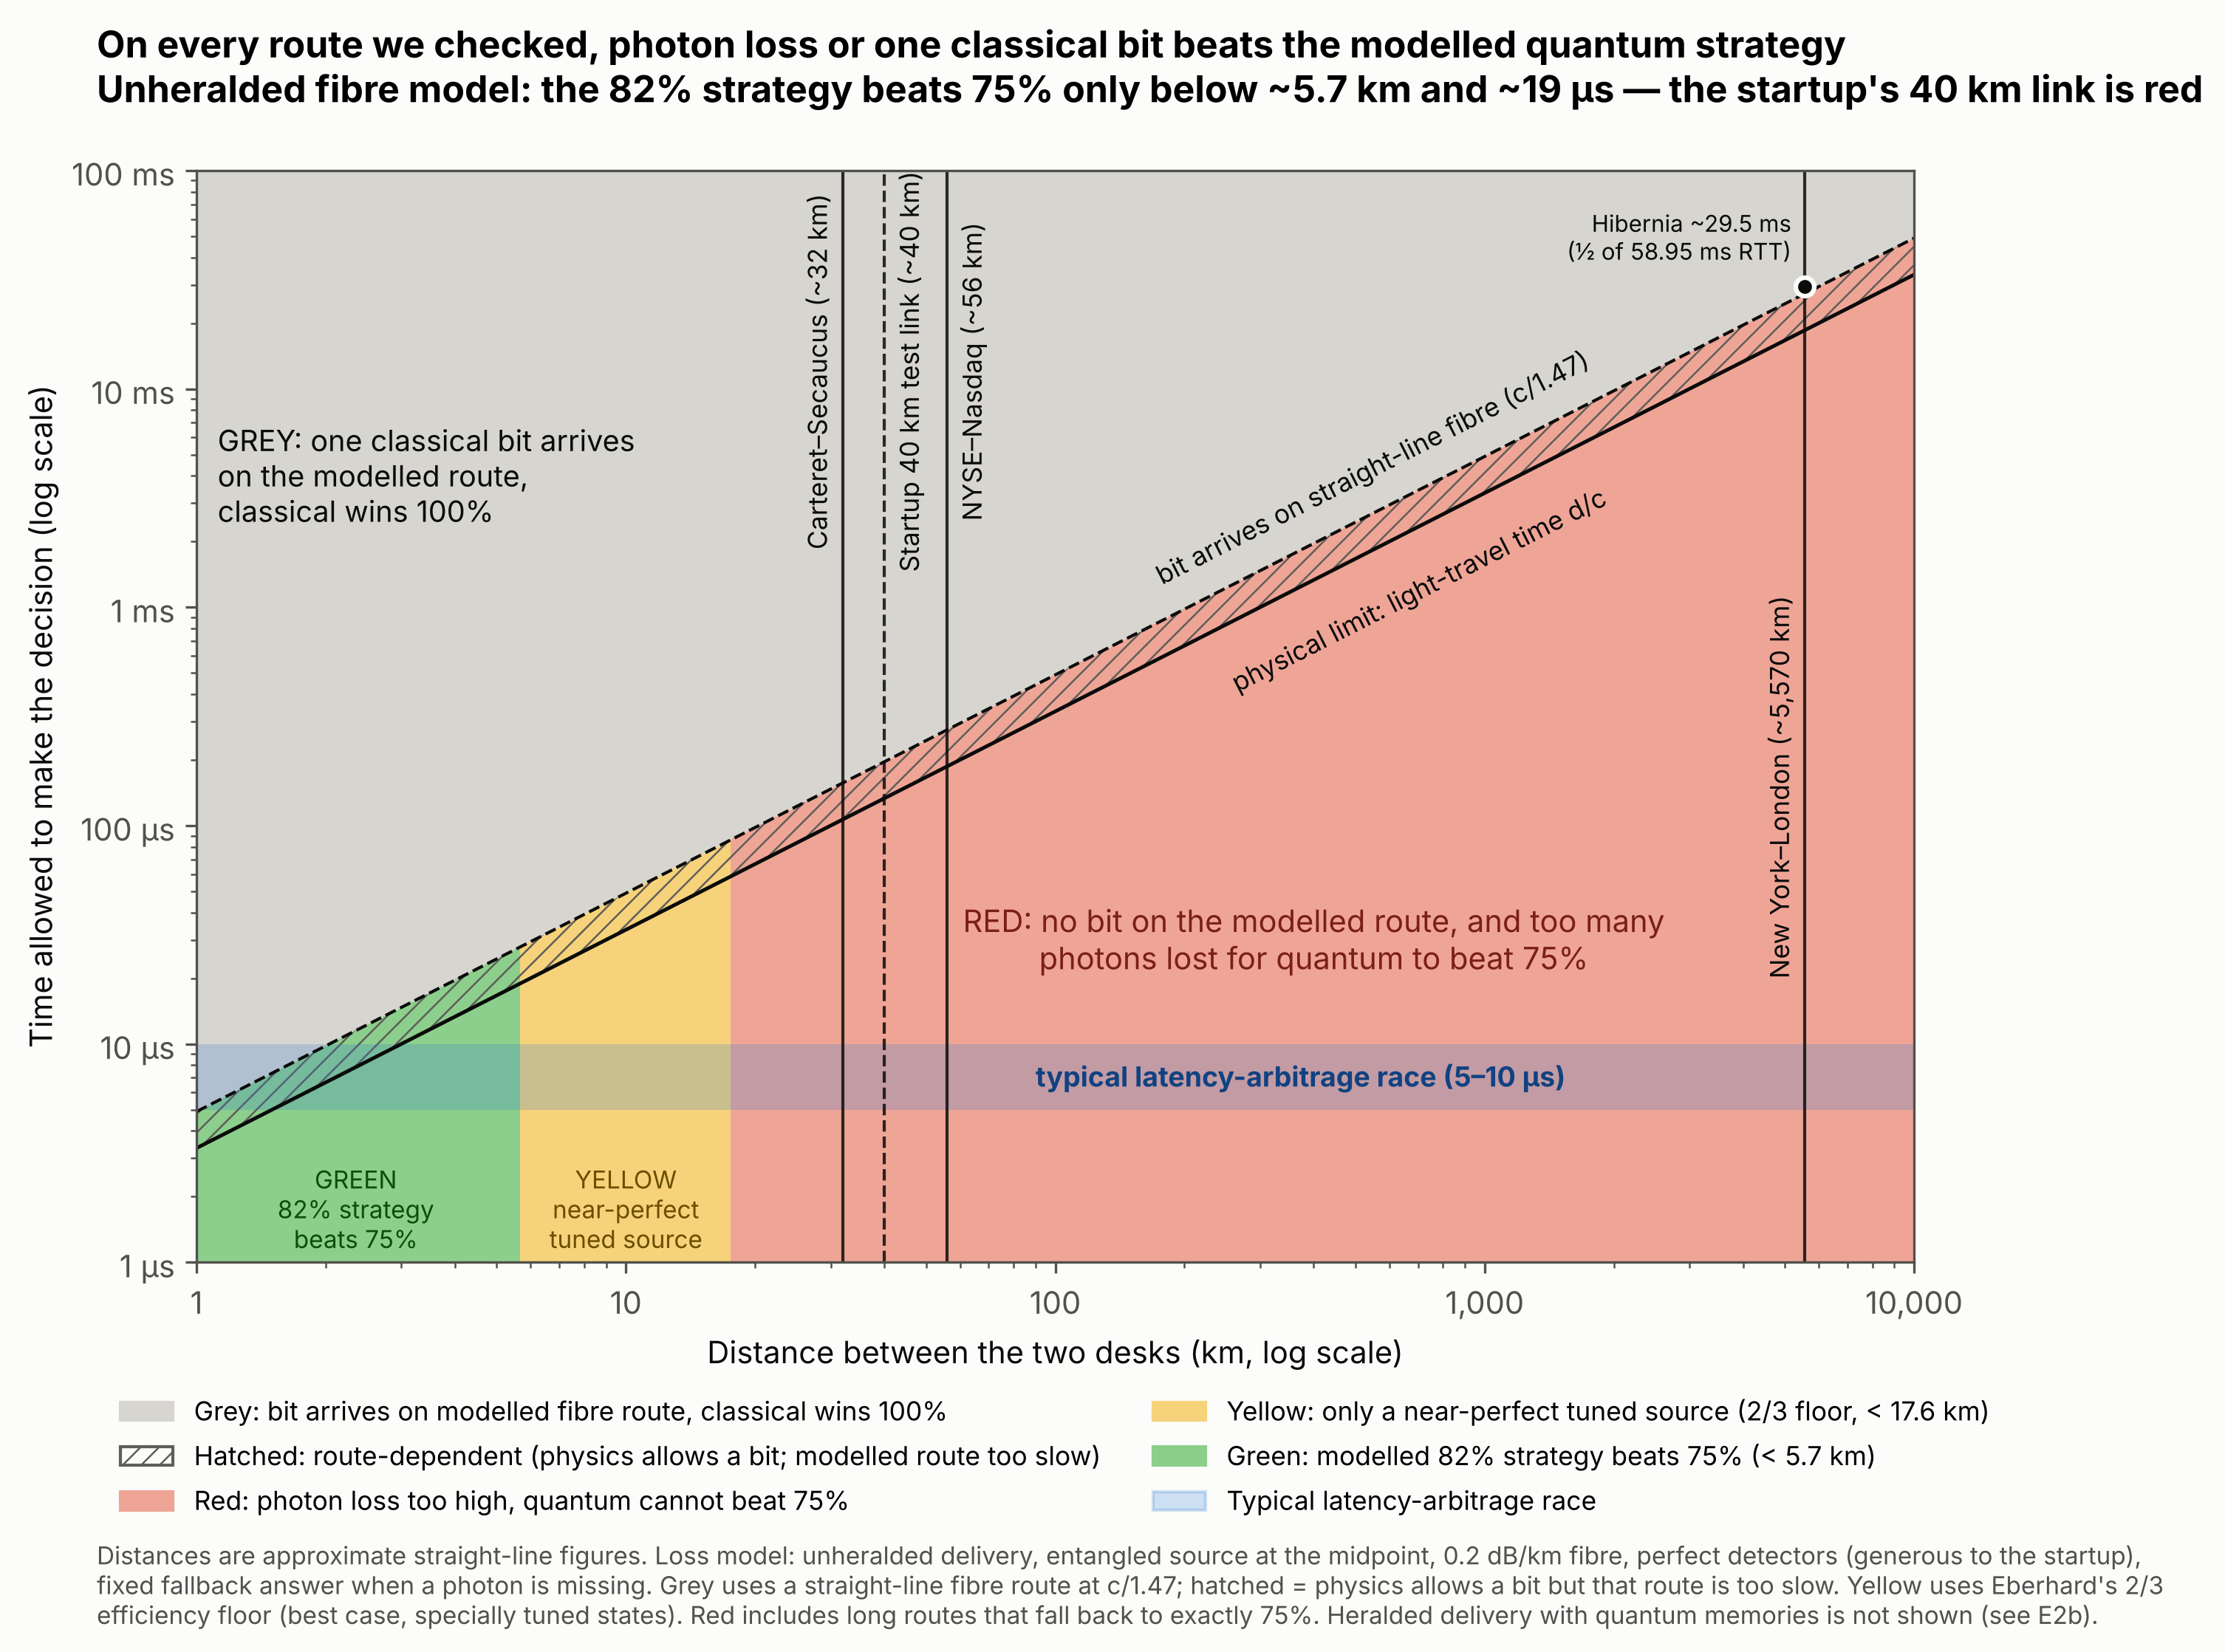 On every route we checked, photon loss or one classical bit beats the modelled quantum strategy
Unheralded fibre model: the 82% strategy beats 75% only below ~5.7 km and ~19 µs — the startup's 40 km link is red
Time allowed to make the decision (log scale)
100 ms
10 ms
1 ms
100 µs
10 µs
1 µs
GREY: one classical bit arrives
on the modelled route,
classical wins 100%
Carteret–Secaucus (~32 km)
Startup 40 km test link (~40 km)
NYSE–Nasdaq (~56 km)
Hibernia ~29.5 ms
(½ of 58.95 ms RTT)
bit arrives on straight-line fibre (c/1.47)
physical limit: light-travel time d/c
New York–London (~5,570 km)
RED: no bit on the modelled route, and too many
photons lost for quantum to beat 75%
typical latency-arbitrage race (5–10 µs)
GREEN
82% strategy
beats 75%
YELLOW
near-perfect
tuned source
1
10
100
1,000
10,000
Distance between the two desks (km, log scale)
Grey: bit arrives on modelled fibre route, classical wins 100%
Hatched: route-dependent (physics allows a bit; modelled route too slow)
Red: photon loss too high, quantum cannot beat 75%
Yellow: only a near-perfect tuned source (2/3 floor, < 17.6 km)
Green: modelled 82% strategy beats 75% (< 5.7 km)
Typical latency-arbitrage race
Distances are approximate straight-line figures. Loss model: unheralded delivery, entangled source at the midpoint, 0.2 dB/km fibre, perfect detectors (generous to the startup),
fixed fallback answer when a photon is missing. Grey uses a straight-line fibre route at c/1.47; hatched = physics allows a bit but that route is too slow. Yellow uses Eberhard's 2/3
efficiency floor (best case, specially tuned states). Red includes long routes that fall back to exactly 75%. Heralded delivery with quantum memories is not shown (see E2b).